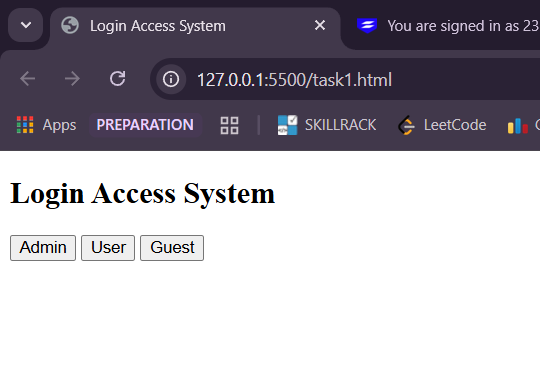 Login Access System
You are signed in as 23
127.0.0.1:5500/task1.html
Apps PREPARATION SKILLRACK LeetCode
Login Access System
Admin User Guest